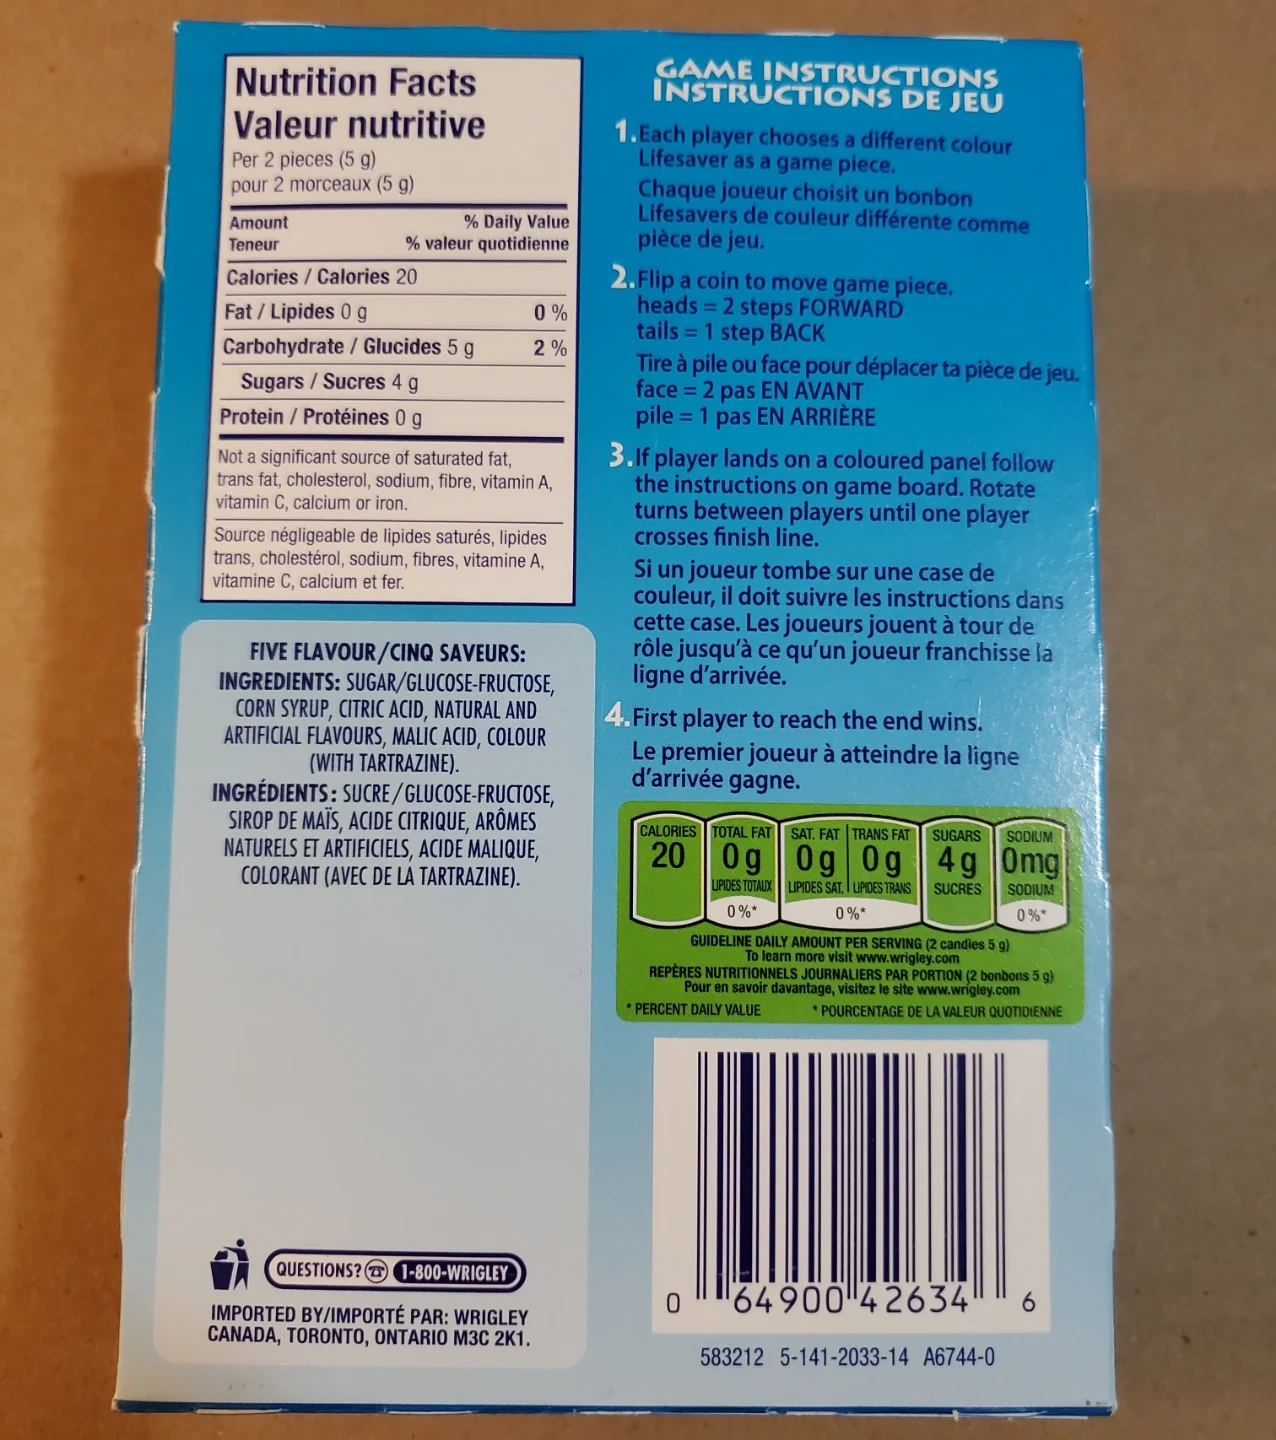 Nutrition Facts
Valeur nutritive
Per 2 pieces (5 g)
pour 2 morceaux (5 g)
Amount % Daily Value
Teneur % valeur quotidienne
Calories / Calories 20
Fat / Lipides 0 g 0 %
Carbohydrate / Glucides 5 g 2 %
Sugars / Sucres 4 g
Protein / Protéines 0 g
Not a significant source of saturated fat,
trans fat, cholesterol, sodium, fibre, vitamin A,
vitamin C, calcium or iron.
Source négligeable de lipides saturés, lipides
trans, cholestérol, sodium, fibres, vitamine A,
vitamine C, calcium et fer.
FIVE FLAVOUR/CINQ SAVEURS:
INGREDIENTS: SUGAR/GLUCOSE-FRUCTOSE,
CORN SYRUP, CITRIC ACID, NATURAL AND
ARTIFICIAL FLAVOURS, MALIC ACID, COLOUR
(WITH TARTRAZINE).
INGRÉDIENTS: SUCRE/GLUCOSE-FRUCTOSE,
SIROP DE MAÏS, ACIDE CITRIQUE, ARÔMES
NATURELS ET ARTIFICIELS, ACIDE MALIQUE,
COLORANT (AVEC DE LA TARTRAZINE).
QUESTIONS? 1-800-WRIGLEY
IMPORTED BY/IMPORTÉ PAR: WRIGLEY
CANADA, TORONTO, ONTARIO M3C 2K1.
GAME INSTRUCTIONS
INSTRUCTIONS DE JEU
1. Each player chooses a different colour
Lifesaver as a game piece.
Chaque joueur choisit un bonbon
Lifesavers de couleur différente comme
pièce de jeu.
2. Flip a coin to move game piece.
heads = 2 steps FORWARD
tails = 1 step BACK
Tire à pile ou face pour déplacer ta pièce de jeu.
face = 2 pas EN AVANT
pile = 1 pas EN ARRIÈRE
3. If player lands on a coloured panel follow
the instructions on game board. Rotate
turns between players until one player
crosses finish line.
Si un joueur tombe sur une case de
couleur, il doit suivre les instructions dans
cette case. Les joueurs jouent à tour de
rôle jusqu'à ce qu'un joueur franchisse la
ligne d'arrivée.
4. First player to reach the end wins.
Le premier joueur à atteindre la ligne
d'arrivée gagne.
CALORIES TOTAL FAT SAT. FAT TRANS FAT SUGARS SODIUM
20 0 g 0 g 0 g 4 g 0 mg
LIPIDES TOTAUX LIPIDES SAT. LIPIDES TRANS SUCRES SODIUM
0 %* 0 %* 0 %*
GUIDELINE DAILY AMOUNT PER SERVING (2 candies 5 g)
To learn more visit www.wrigley.com
REPÈRES NUTRITIONNELS JOURNALIERS PAR PORTION (2 bonbons 5 g)
Pour en savoir davantage, visitez le site www.wrigley.com
* PERCENT DAILY VALUE * POURCENTAGE DE LA VALEUR QUOTIDIENNE
0 64900 42634 6
583212 5-141-2033-14 A6744-0